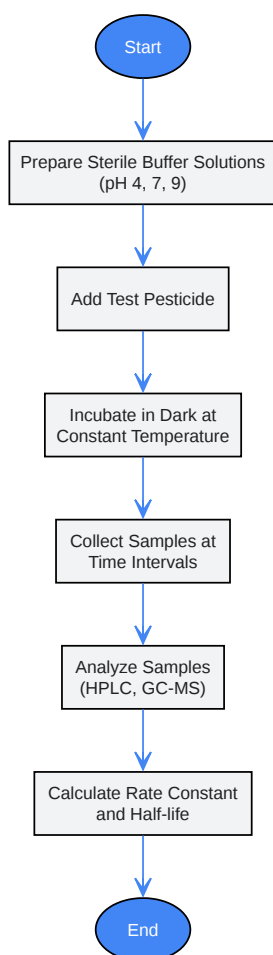 Start
Prepare Sterile Buffer Solutions
(pH 4, 7, 9)
Add Test Pesticide
Incubate in Dark at
Constant Temperature
Collect Samples at
Time Intervals
Analyze Samples
(HPLC, GC-MS)
Calculate Rate Constant
and Half-life
End